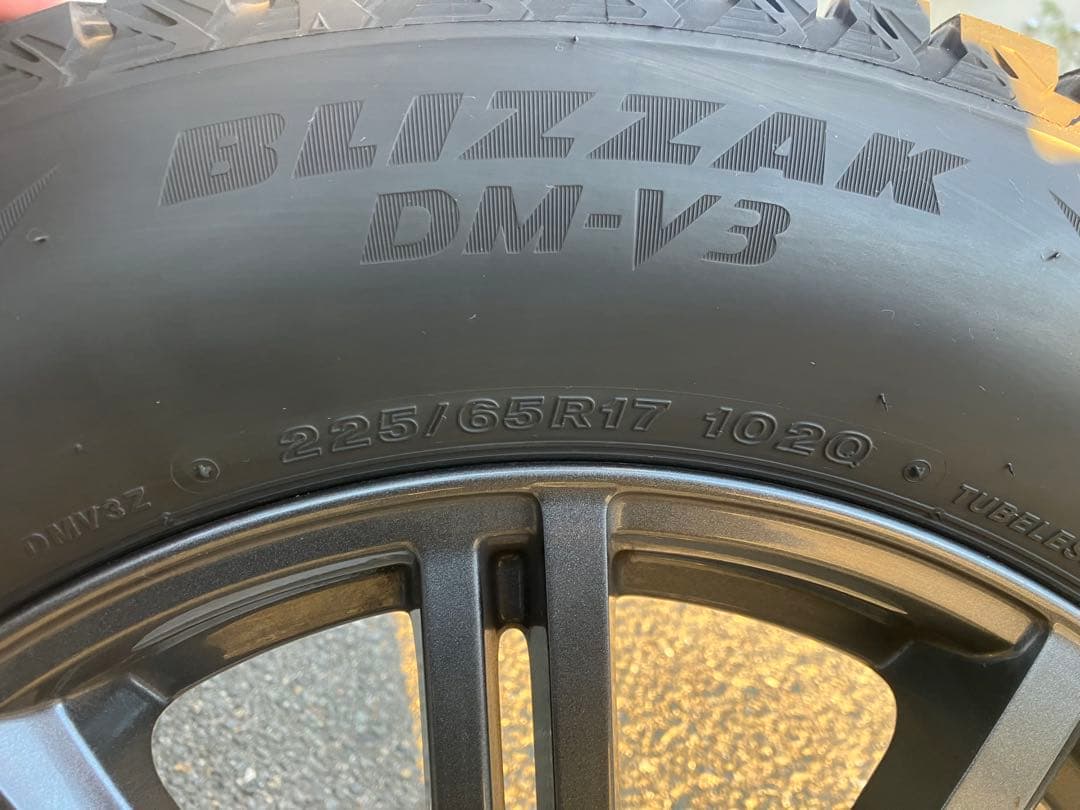 BLIZZAK
DM-V3
225/65R17 102Q
DMV3Z
TUBELES